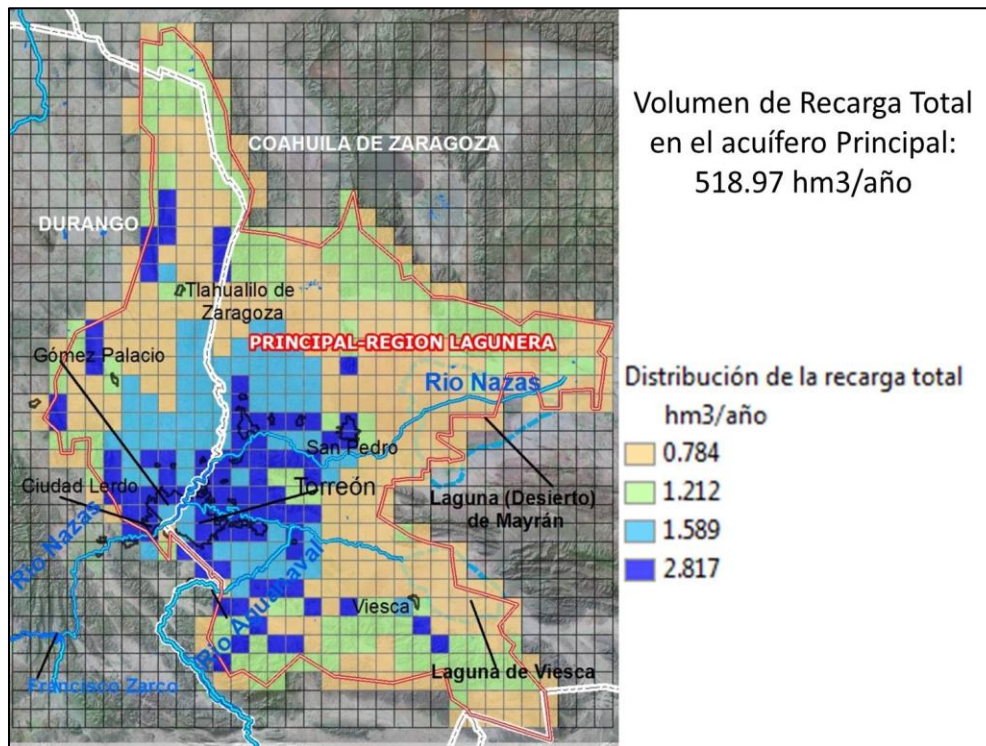 Volumen de Recarga Total
en el acuífero Principal:
518.97 hm3/año
COAHUILA DE ZARAGOZA
DURANGO
Tlahualilo de
Zaragoza
PRINCIPAL-REGION LAGUNERA
Gómez Palacio
Rio Nazas
San Pedro
Ciudad Lerdo
Torreón
Laguna (Desierto)
de Mayrán
Rio Nazas
Rio Aguanaval
Viesca
Laguna de Viesca
Francisco Zarco
Distribución de la recarga total
hm3/año
0.784
1.212
1.589
2.817